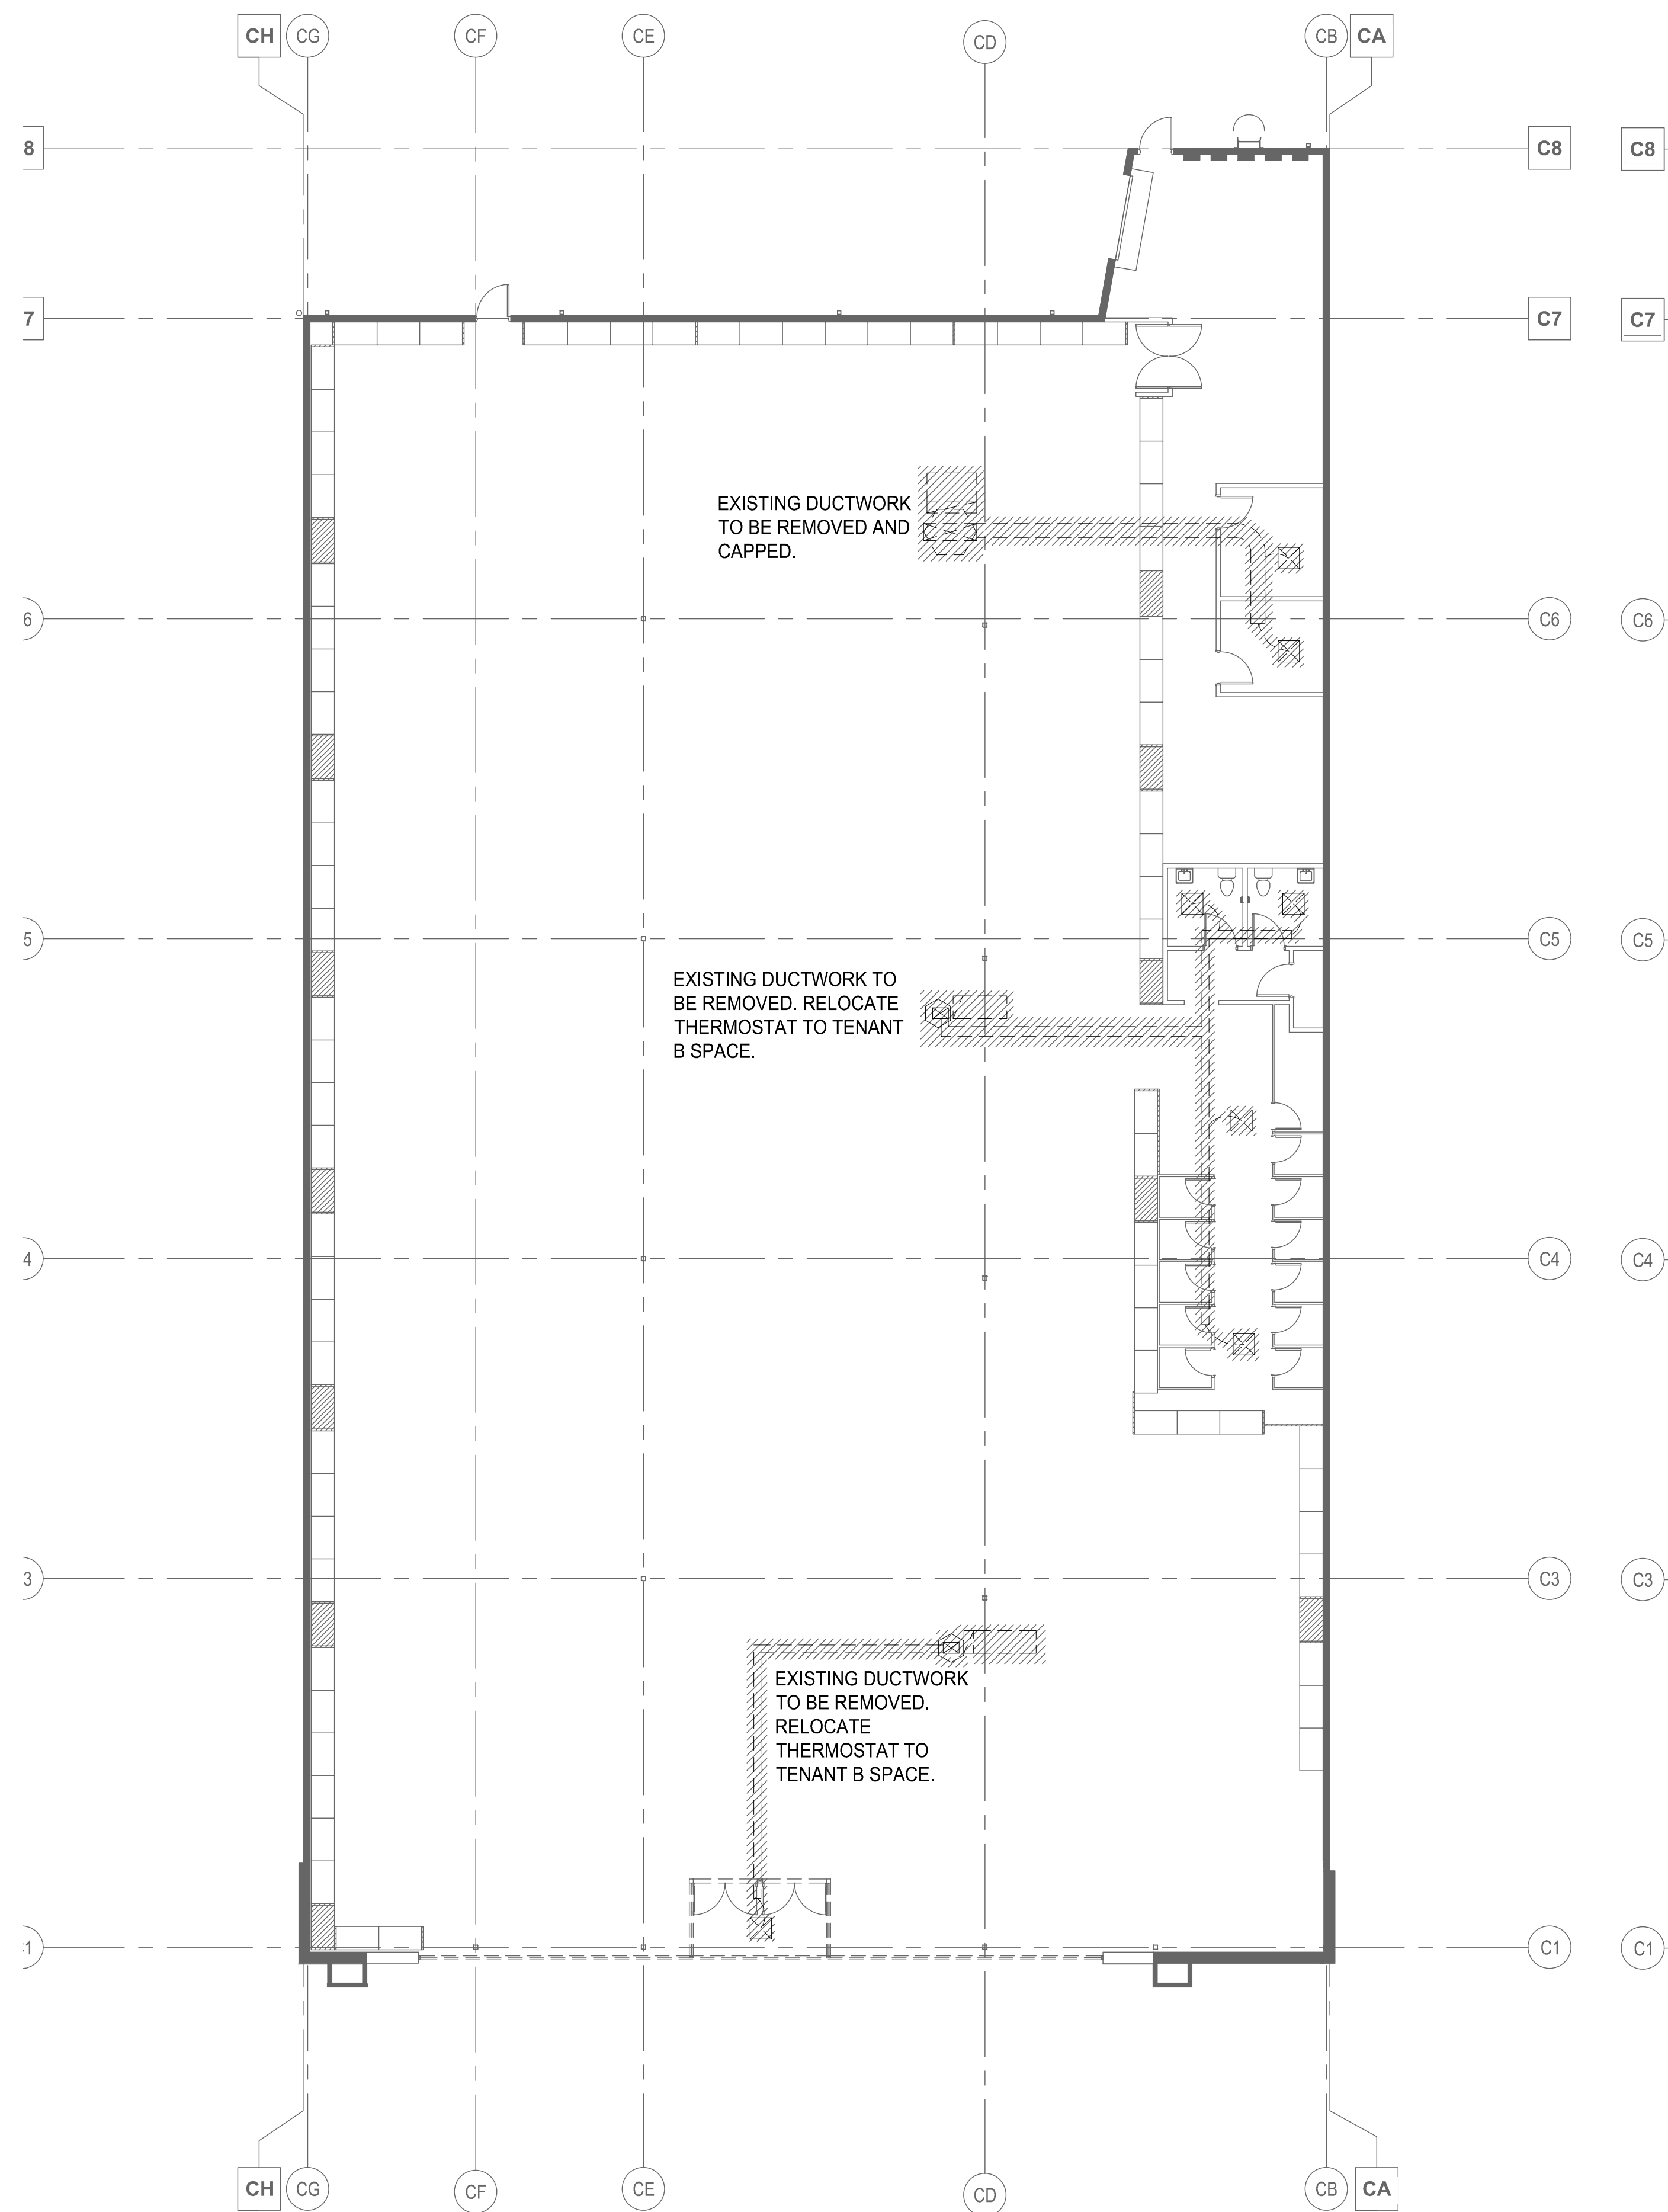 CH CG CF CE CD CB CA
8 C8 C8
7 C7 C7
EXISTING DUCTWORK
TO BE REMOVED AND
CAPPED.
6 C6 C6
5 C5 C5
EXISTING DUCTWORK TO
BE REMOVED. RELOCATE
THERMOSTAT TO TENANT
B SPACE.
4 C4 C4
3 C3 C3
EXISTING DUCTWORK
TO BE REMOVED.
RELOCATE
THERMOSTAT TO
TENANT B SPACE.
1 C1 C1
CH CG CF CE CD CB CA